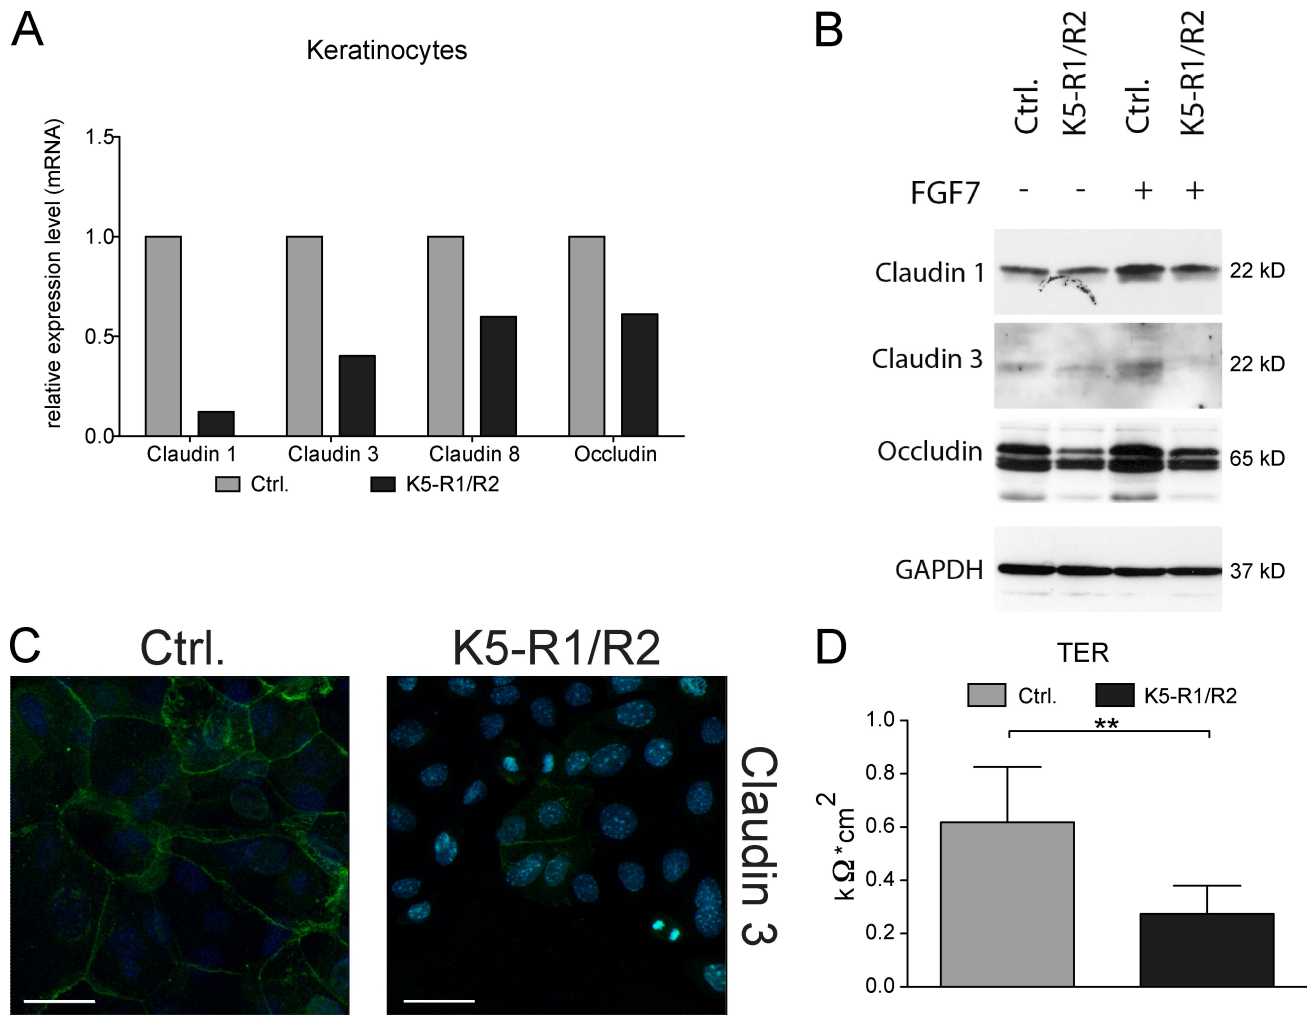 A
Keratinocytes
relative expression level (mRNA)
1.5
1.0
0.5
0.0
Claudin 1 Claudin 3 Claudin 8 Occludin
Ctrl. K5-R1/R2
B
Ctrl. K5-R1/R2 Ctrl. K5-R1/R2
FGF7 - - + +
Claudin 1 22 kD
Claudin 3 22 kD
Occludin 65 kD
GAPDH 37 kD
C
Ctrl. K5-R1/R2
Claudin 3
D
TER
Ctrl. K5-R1/R2
**
kΩ*cm2
1.0
0.8
0.6
0.4
0.2
0.0